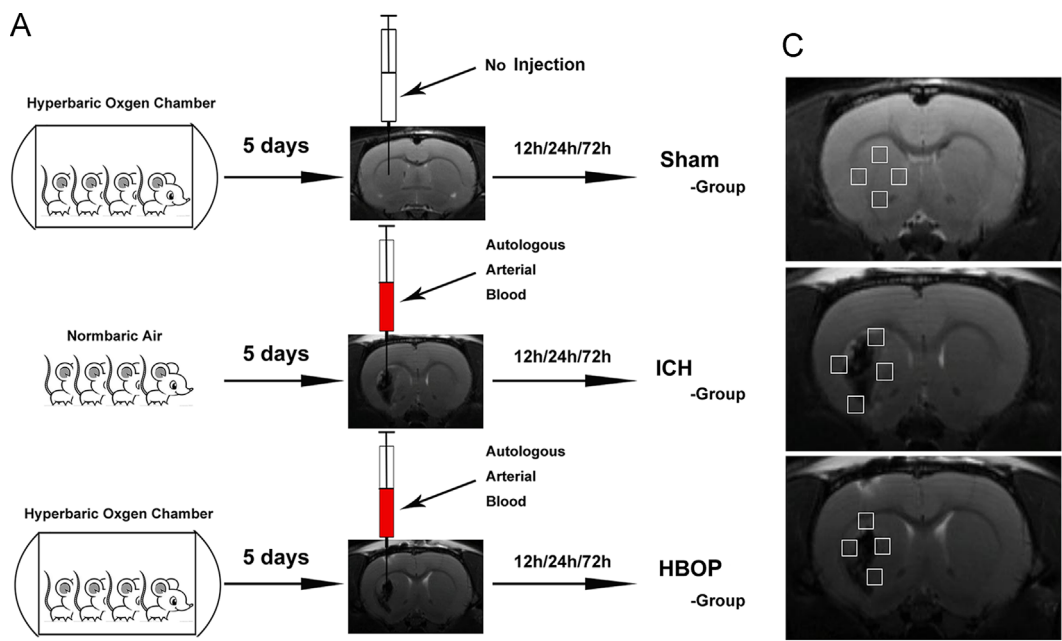 A
C
No Injection
Hyperbaric Oxgen Chamber
5 days
12h/24h/72h
Sham
-Group
Autologous
Arterial
Blood
Normbaric Air
5 days
12h/24h/72h
ICH
-Group
Autologous
Arterial
Blood
Hyperbaric Oxgen Chamber
5 days
12h/24h/72h
HBOP
-Group